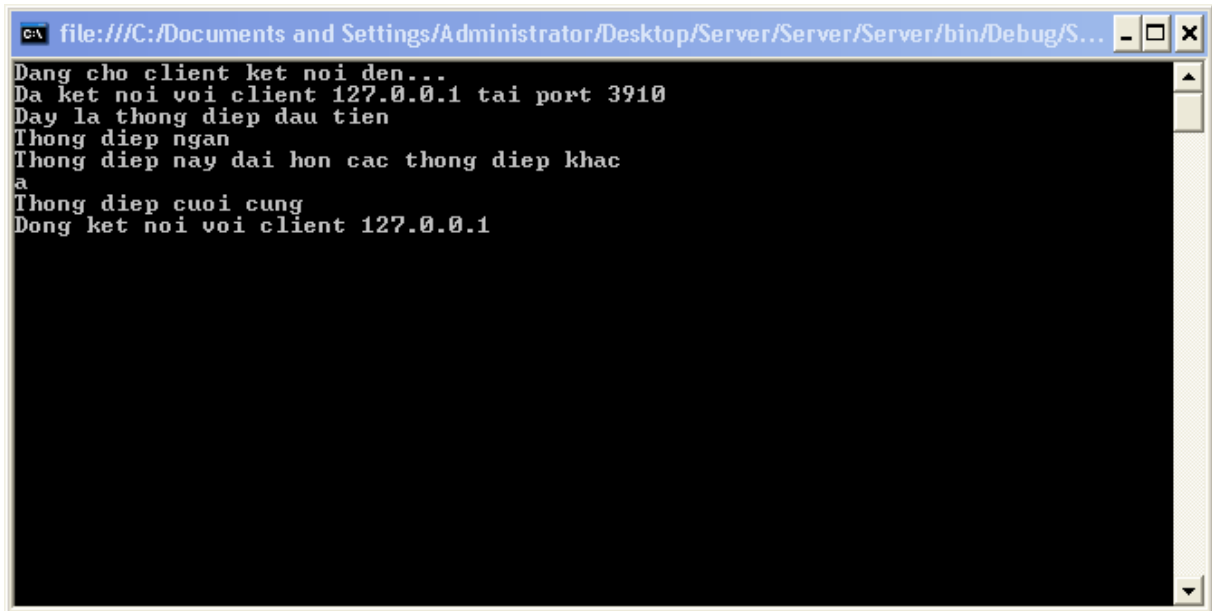 file:///C:/Documents and Settings/Administrator/Desktop/Server/Server/Server/bin/Debug/S...
Dang cho client ket noi den...
Da ket noi voi client 127.0.0.1 tai port 3910
Day la thong diep dau tien
Thong diep ngan
Thong diep nay dai hon cac thong diep khac
a
Thong diep cuoi cung
Dong ket noi voi client 127.0.0.1